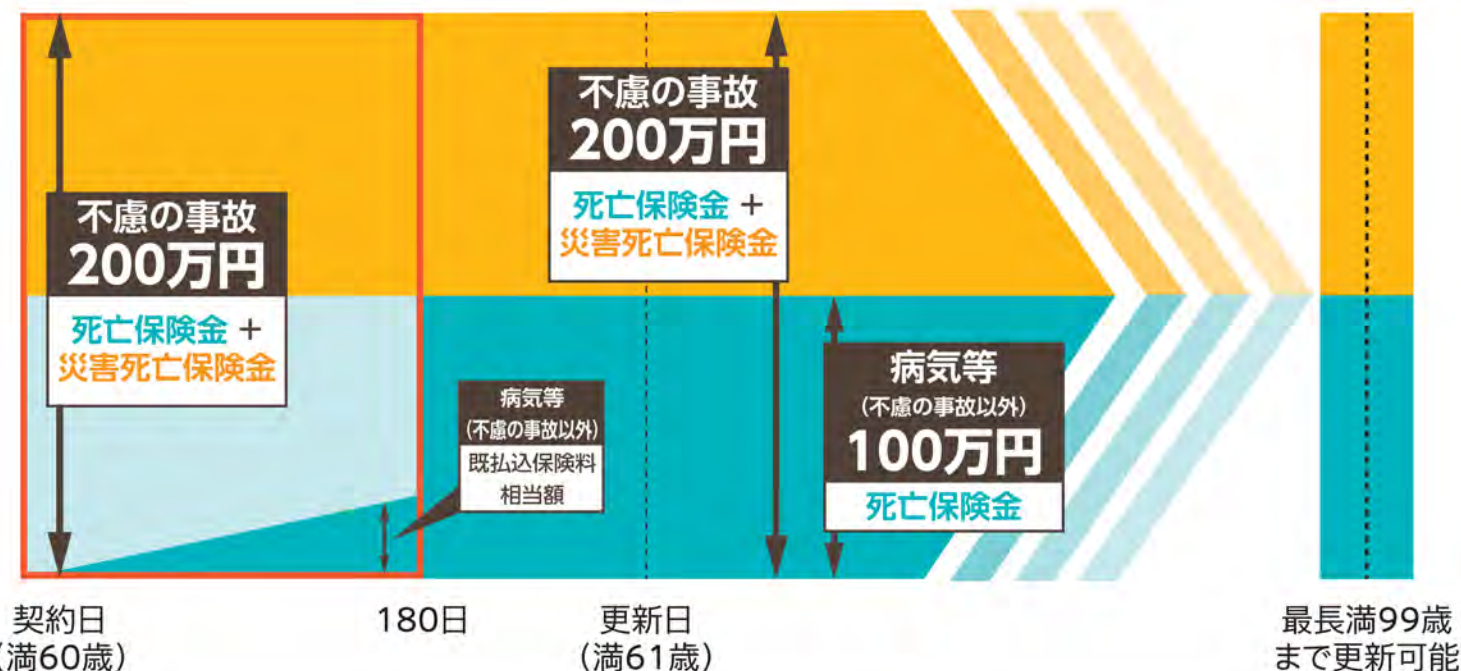 不慮の事故
200万円
死亡保険金 +
災害死亡保険金
病気等
(不慮の事故以外)
既払込保険料
相当額
不慮の事故
200万円
死亡保険金 +
災害死亡保険金
病気等
(不慮の事故以外)
100万円
死亡保険金
契約日
(満60歳)
180日
更新日
(満61歳)
最長満99歳
まで更新可能